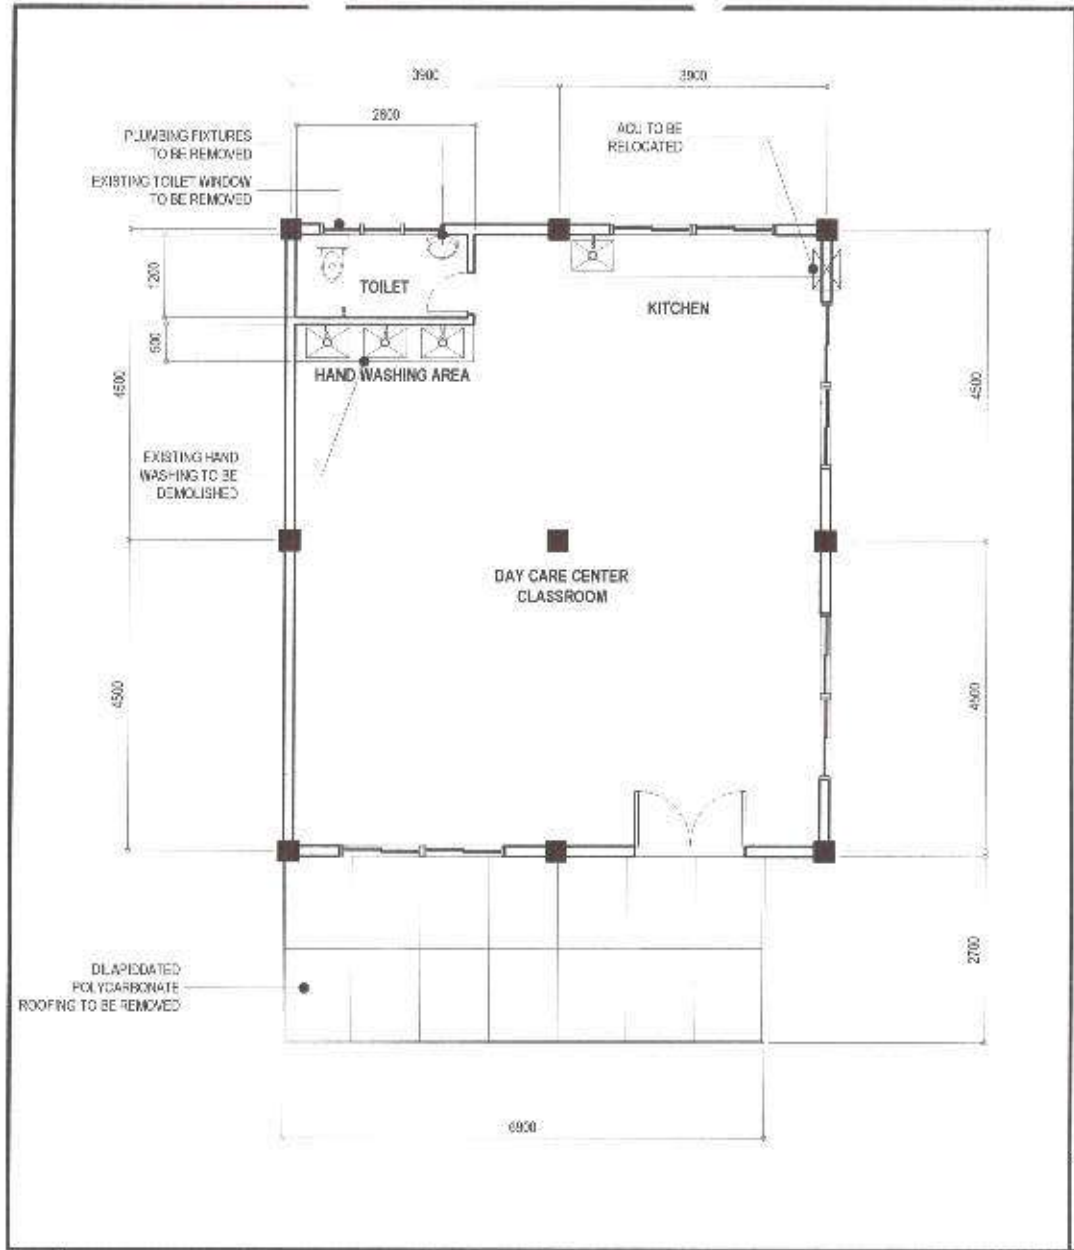 3900
3900
2600
PLUMBING FIXTURES
TO BE REMOVED
ACU TO BE
RELOCATED
EXISTING TOILET WINDOW
TO BE REMOVED
1200
TOILET
KITCHEN
HAND WASHING AREA
4500
4500
EXISTING HAND
WASHING TO BE
DEMOLISHED
DAY CARE CENTER
CLASSROOM
4500
4500
2700
DILAPIDDATED
POLYCARBONATE
ROOFING TO BE REMOVED
6900